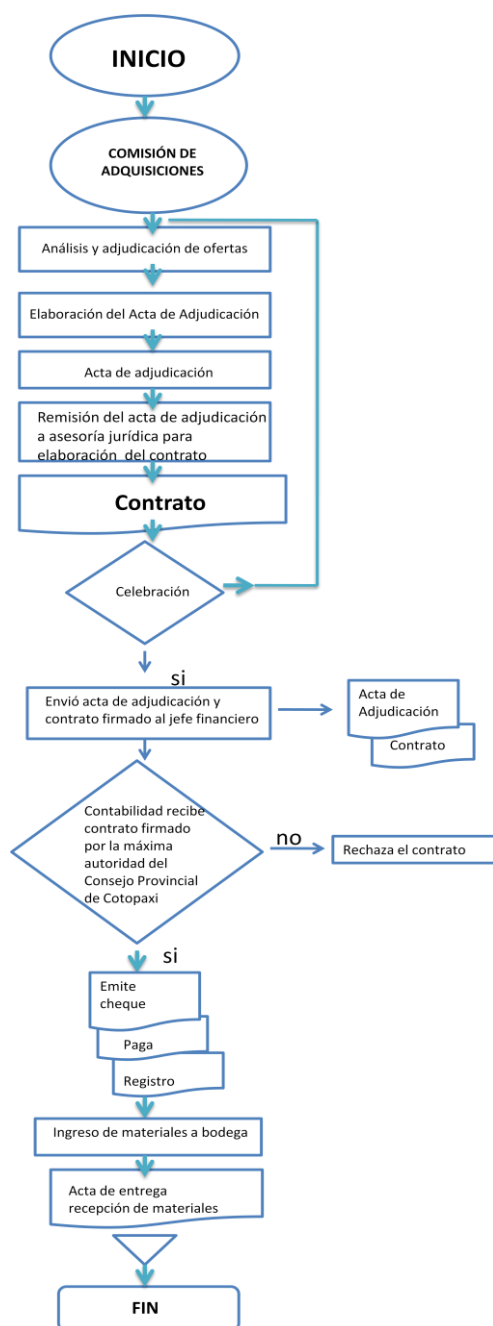 INICIO
COMISIÓN DE
ADQUISICIONES
Análisis y adjudicación de ofertas
Elaboración del Acta de Adjudicación
Acta de adjudicación
Remisión del acta de adjudicación
a asesoría jurídica para
elaboración del contrato
Contrato
Celebración
si
Envió acta de adjudicación y
contrato firmado al jefe financiero
Acta de
Adjudicación
Contrato
Contabilidad recibe
contrato firmado
por la máxima
autoridad del
Consejo Provincial
de Cotopaxi
no
Rechaza el contrato
si
Emite
cheque
Paga
Registro
Ingreso de materiales a bodega
Acta de entrega
recepción de materiales
FIN